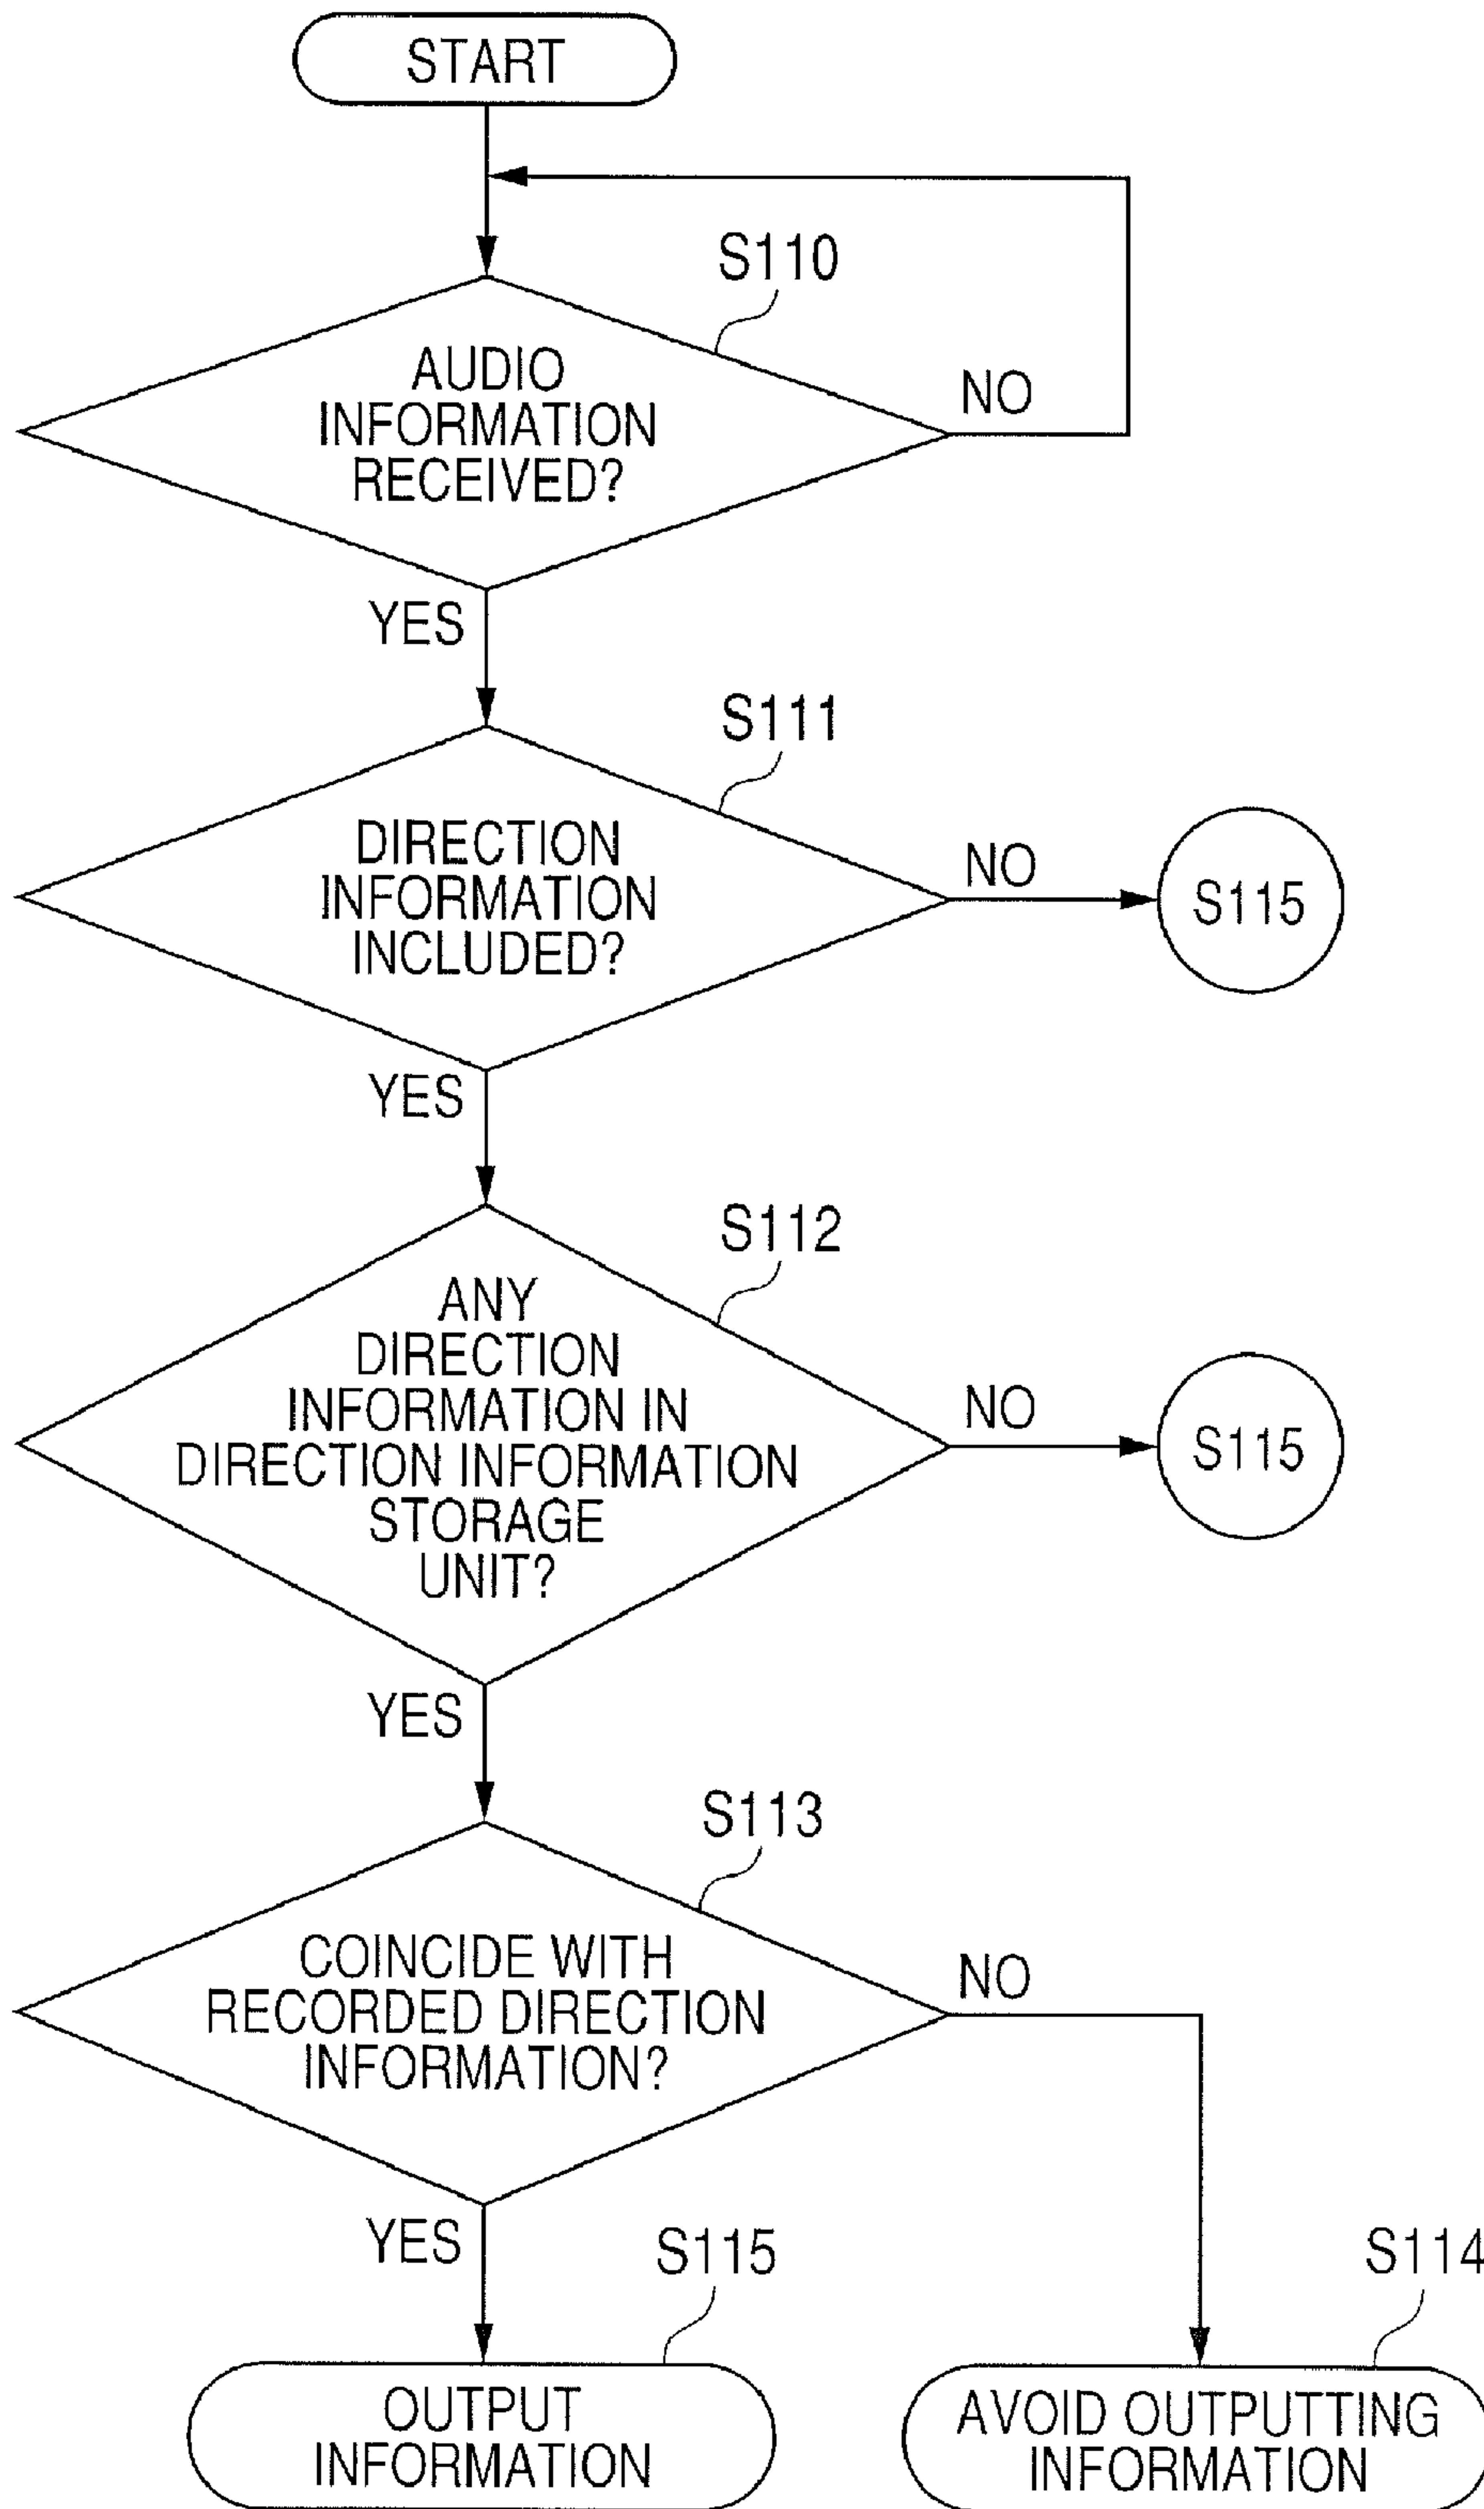 START
S110
AUDIO
INFORMATION
RECEIVED?
NO
YES
S111
DIRECTION
INFORMATION
INCLUDED?
NO
S115
YES
S112
ANY
DIRECTION
INFORMATION IN
DIRECTION INFORMATION
STORAGE
UNIT?
NO
S115
YES
S113
COINCIDE WITH
RECORDED DIRECTION
INFORMATION?
NO
YES
S115
S114
OUTPUT
INFORMATION
AVOID OUTPUTTING
INFORMATION